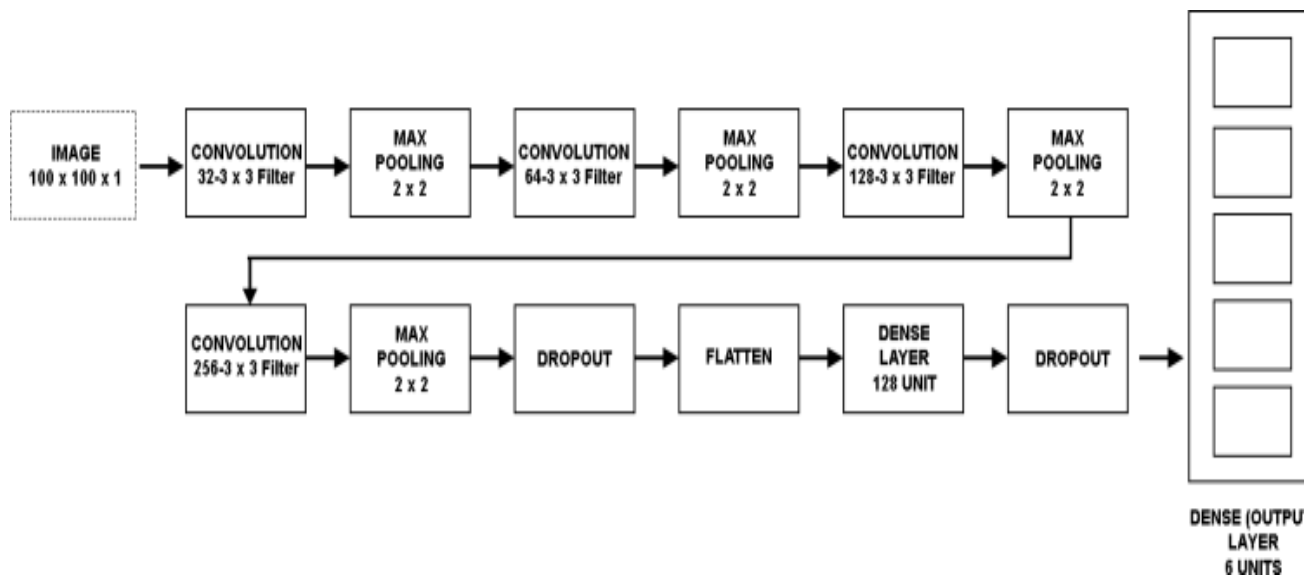 IMAGE
100 x 100 x 1
CONVOLUTION
32-3 x 3 Filter
MAX
POOLING
2 x 2
CONVOLUTION
64-3 x 3 Filter
MAX
POOLING
2 x 2
CONVOLUTION
128-3 x 3 Filter
MAX
POOLING
2 x 2
CONVOLUTION
256-3 x 3 Filter
MAX
POOLING
2 x 2
DROPOUT
FLATTEN
DENSE
LAYER
128 UNIT
DROPOUT
DENSE (OUTPU
LAYER
6 UNITS